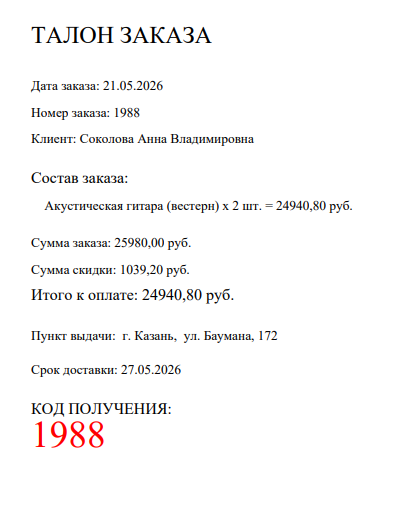 ТАЛОН ЗАКАЗА
Дата заказа: 21.05.2026
Номер заказа: 1988
Клиент: Соколова Анна Владимировна
Состав заказа:
Акустическая гитара (вестерн) x 2 шт. = 24940,80 руб.
Сумма заказа: 25980,00 руб.
Сумма скидки: 1039,20 руб.
Итого к оплате: 24940,80 руб.
Пункт выдачи:  г. Казань,  ул. Баумана, 172
Срок доставки: 27.05.2026
КОД ПОЛУЧЕНИЯ:
1988